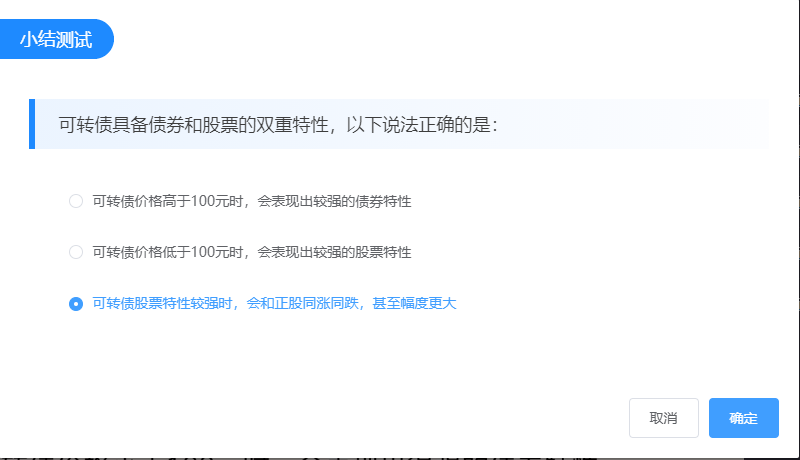 小结测试
可转债具备债券和股票的双重特性，以下说法正确的是：
可转债价格高于100元时，会表现出较强的债券特性
可转债价格低于100元时，会表现出较强的股票特性
可转债股票特性较强时，会和正股同涨同跌，甚至幅度更大
取消
确定